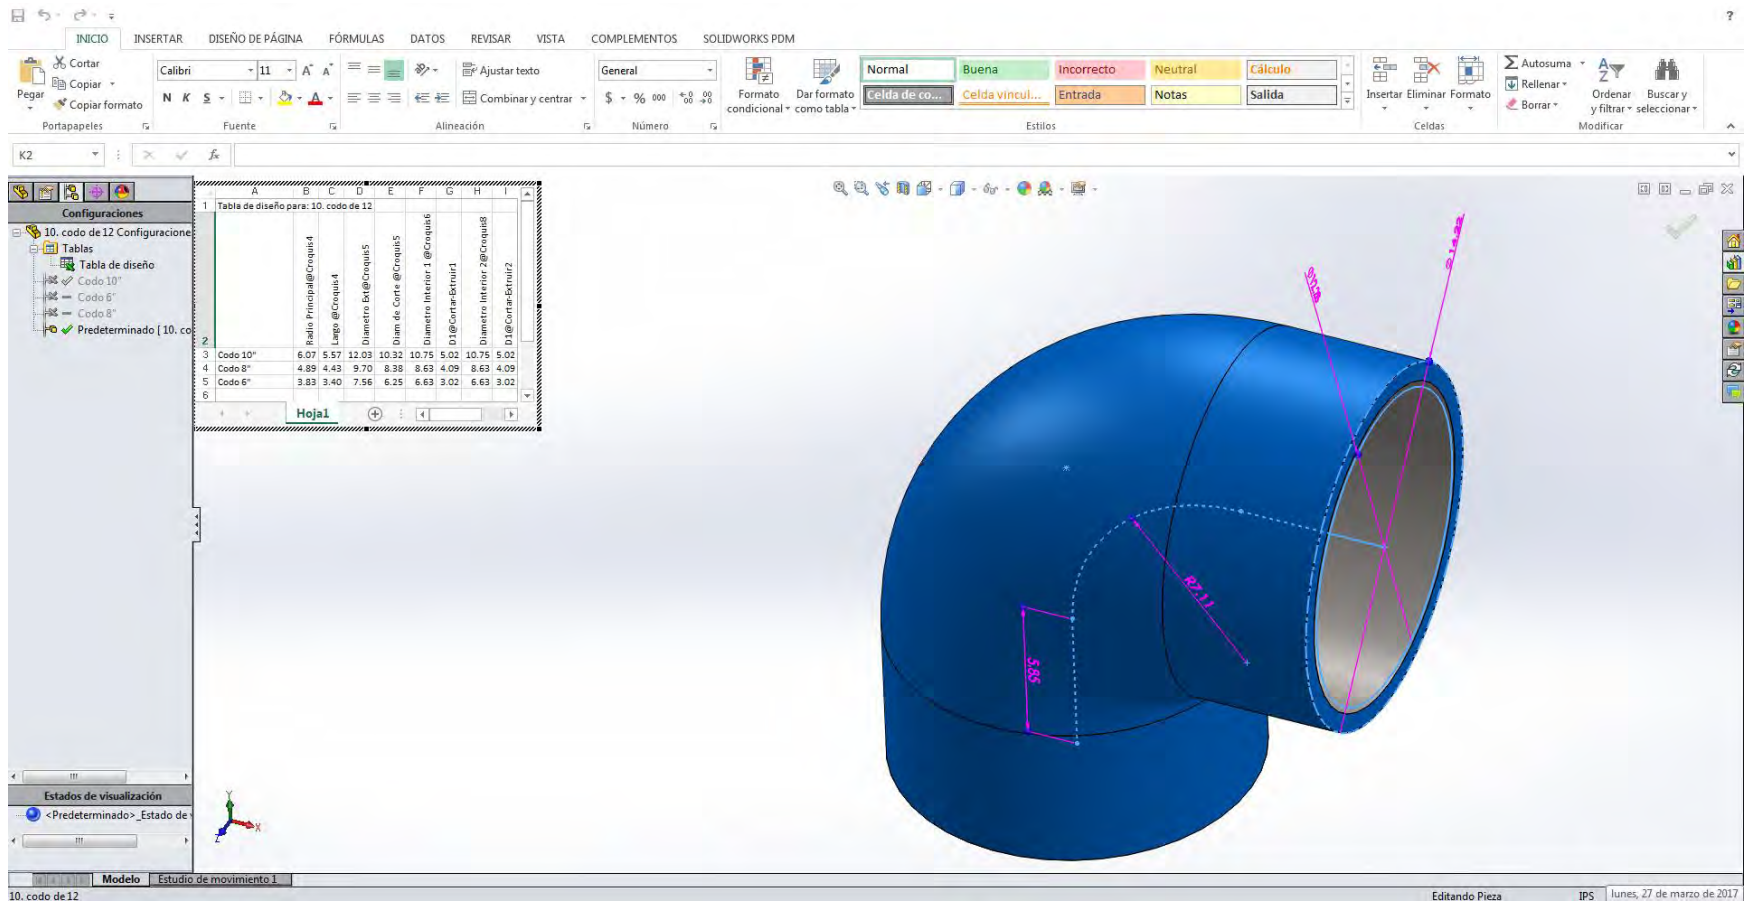 ?
INICIO INSERTAR DISEÑO DE PÁGINA FÓRMULAS DATOS REVISAR VISTA COMPLEMENTOS SOLIDWORKS PDM
Pegar
Cortar
Copiar
Copiar formato
Portapapeles
Calibri 11
N K S
Fuente
Ajustar texto
Combinar y centrar
Alineación
General
$ % 000
Número
Formato condicional
Dar formato como tabla
Normal Buena Incorrecto Neutral Cálculo
Celda de co... Celda vincul... Entrada Notas Salida
Estilos
Insertar Eliminar Formato
Celdas
Autosuma
Rellenar
Borrar
Ordenar y filtrar
Buscar y seleccionar
Modificar
K2
fx
Configuraciones
10. codo de 12 Configuracione
Tablas
Tabla de diseño
Codo 10"
Codo 6"
Codo 8"
Predeterminado [ 10. co
A B C D E F G H I
1 Tabla de diseño para: 10. codo de 12
2 Radio Principal@Croquis4 Largo @Croquis4 Diametro Ext@Croquis5 Diam de Corte @Croquis5 Diametro Interior 1 @Croquis6 D1@Cortar-Extruir1 Diametro Interior 2@Croquis8 D1@Cortar-Extruir2
3 Codo 10" 6.07 5.57 12.03 10.32 10.75 5.02 10.75 5.02
4 Codo 8" 4.89 4.43 9.70 8.38 8.63 4.09 8.63 4.09
5 Codo 6" 3.83 3.40 7.56 6.25 6.63 3.02 6.63 3.02
6
Hoja1
R7.11
5.85
Y
X
Z
Estados de visualización
<Predeterminado>_Estado de
Modelo Estudio de movimiento 1
10. codo de 12
Editando Pieza IPS lunes, 27 de marzo de 2017